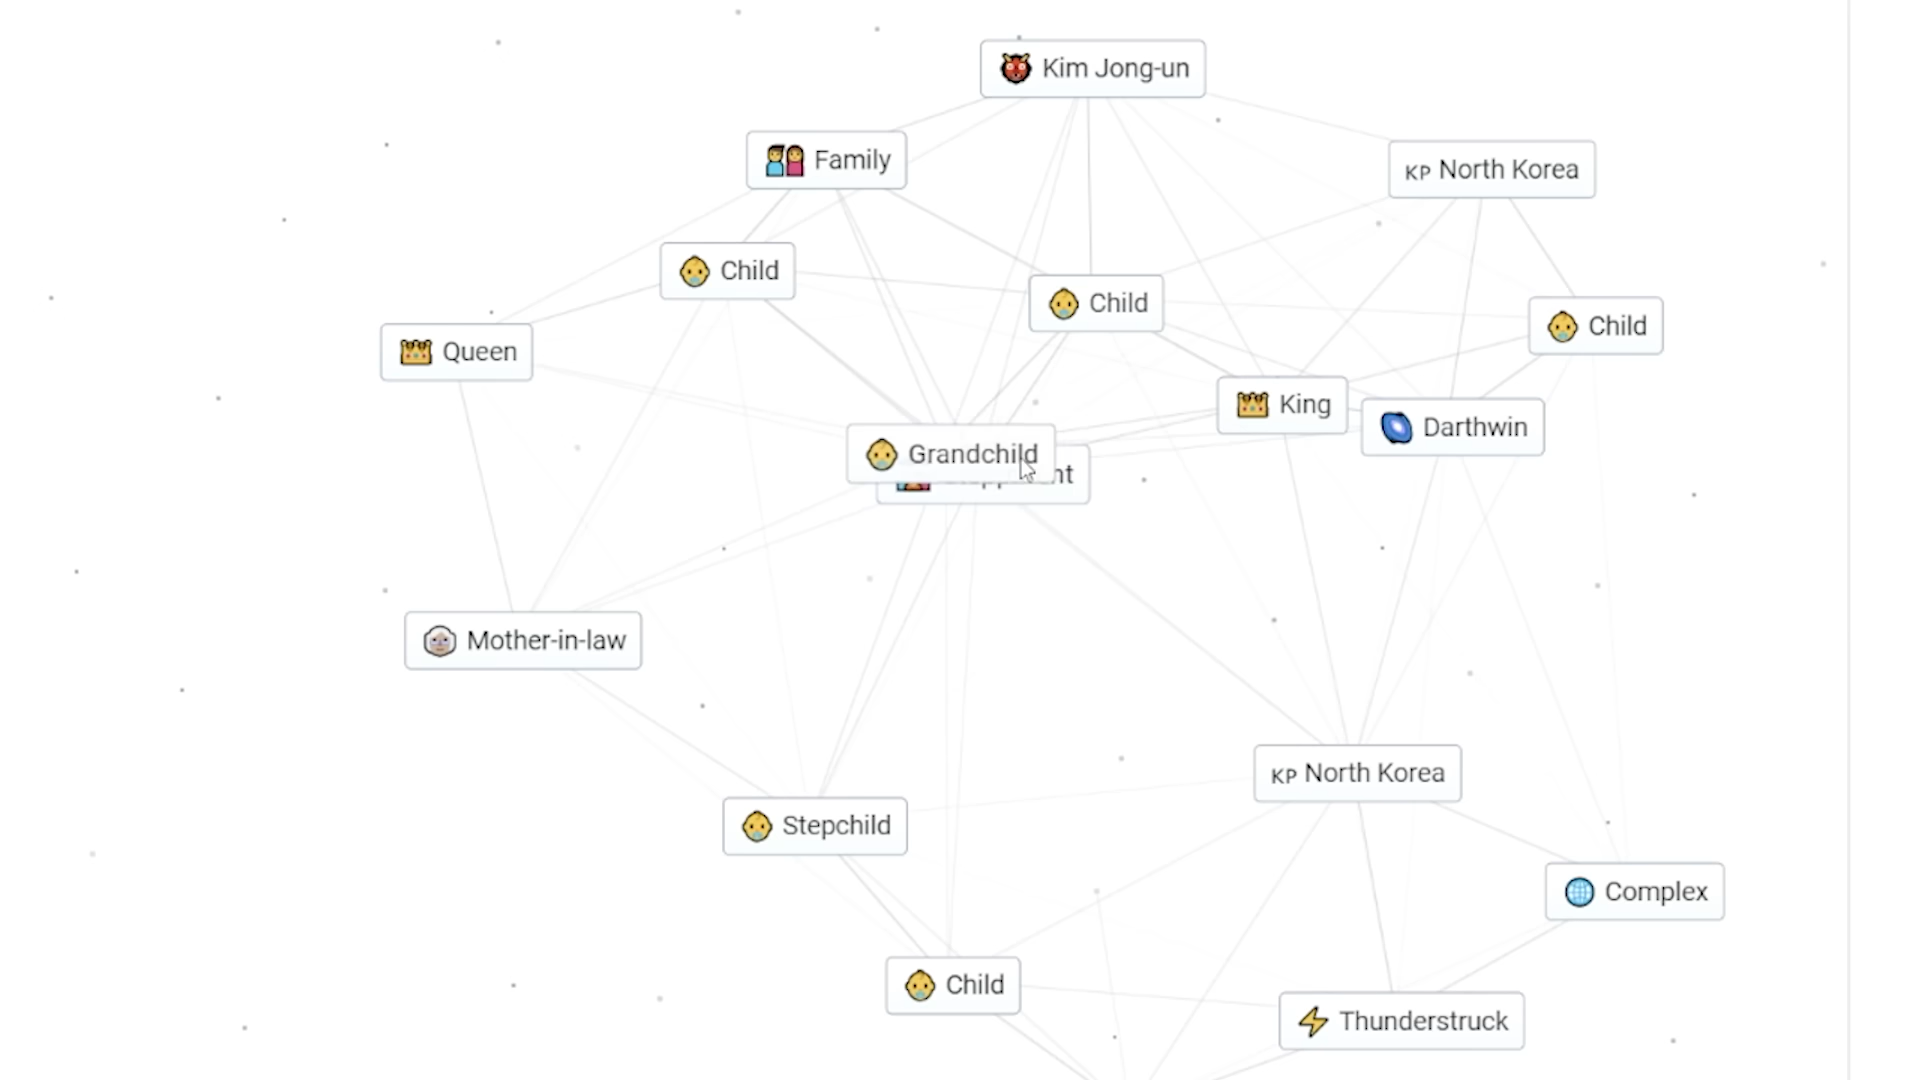 Kim Jong-un
Family
KP North Korea
Child
Child
Child
Queen
King
Darthwin
Grandchild
Mother-in-law
KP North Korea
Stepchild
Complex
Child
Thunderstruck